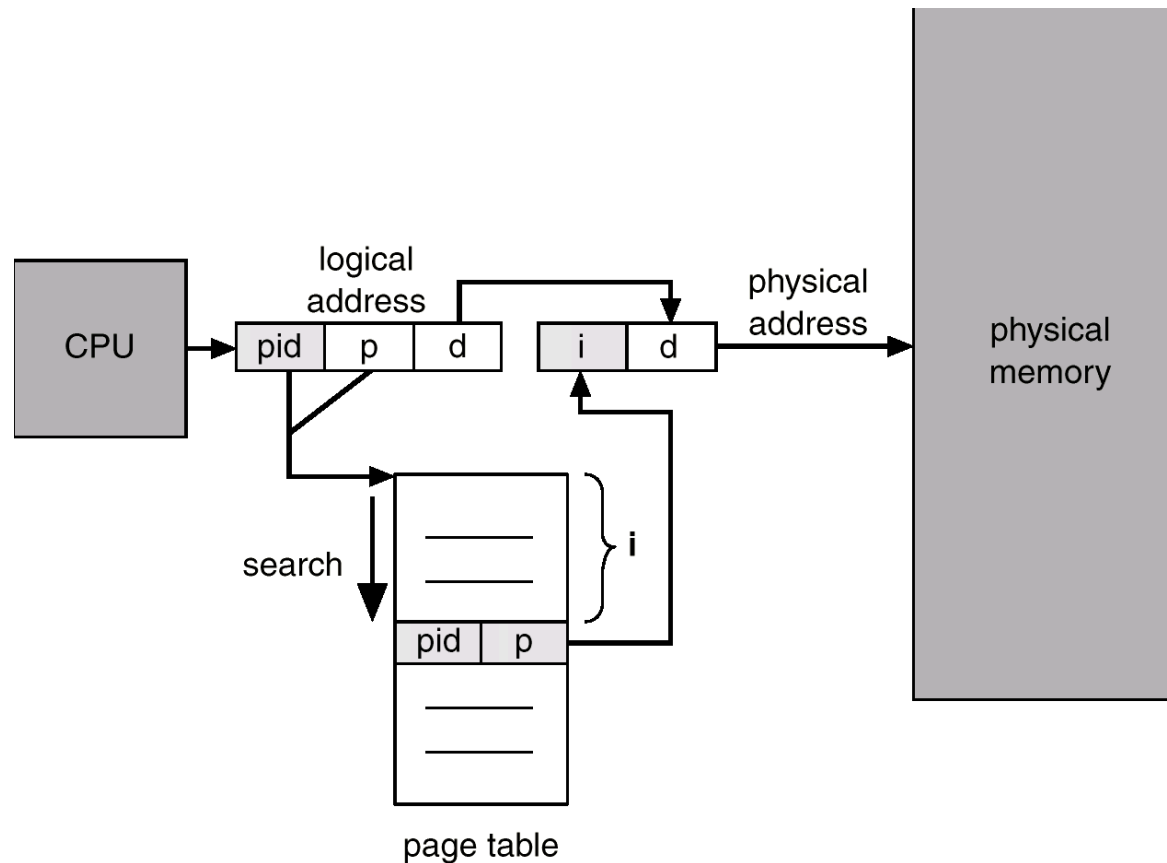 logical
address
physical
address
CPU
pid p d
i d
physical
memory
search
i
pid p
page table